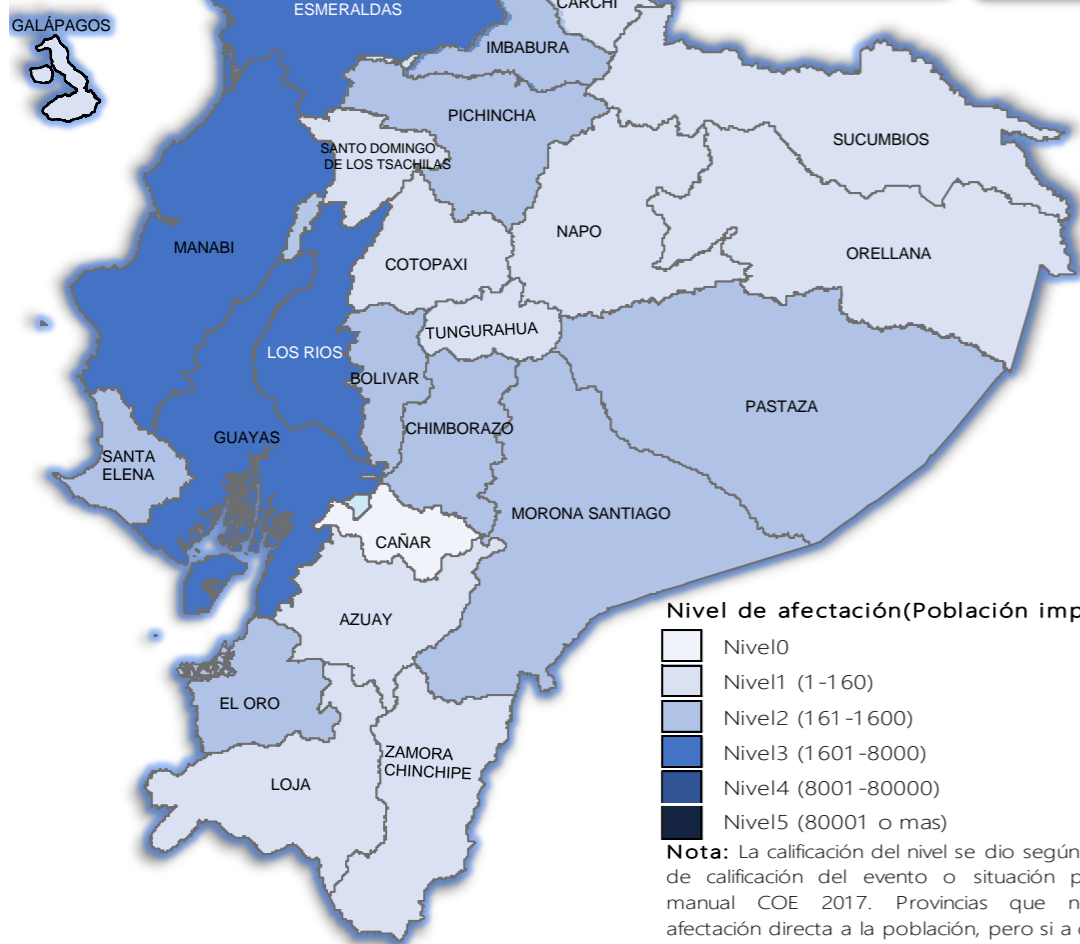 ESMERALDAS
CARCHI
GALÁPAGOS
IMBABURA
PICHINCHA
SUCUMBIOS
SANTO DOMINGO
DE LOS TSACHILAS
MANABI
NAPO
ORELLANA
COTOPAXI
TUNGURAHUA
LOS RIOS
BOLIVAR
PASTAZA
CHIMBORAZO
GUAYAS
SANTA
ELENA
MORONA SANTIAGO
CAÑAR
AZUAY
EL ORO
ZAMORA
CHINCHIPE
LOJA
Nivel de afectación(Población imp
Nivel0
Nivel1 (1-160)
Nivel2 (161-1600)
Nivel3 (1601-8000)
Nivel4 (8001-80000)
Nivel5 (80001 o mas)
Nota: La calificación del nivel se dio según
de calificación del evento o situación p
manual COE 2017. Provincias que n
afectación directa a la población, pero si a